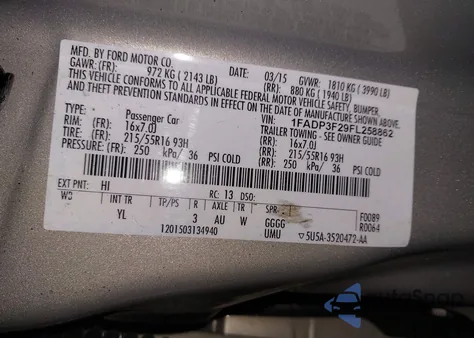 MFD. BY FORD MOTOR CO.
DATE: 03/15 GVWR: 1810 KG ( 3990 LB)
GAWR: (FR): 972 KG ( 2143 LB) (RR): 880 KG ( 1940 LB)
THIS VEHICLE CONFORMS TO ALL APPLICABLE FEDERAL MOTOR VEHICLE SAFETY, BUMPER,
AND THEFT PREVENTION STANDARDS IN EFFECT ON THE DATE OF MANUFACTURE SHOWN ABOVE.
VIN: 1FADP3F29FL258862
TYPE: Passenger Car TOWING TRAILER - SEE OWNER GUIDE
RIM: (FR): 16x7.0J (RR): 16x7.0J
TIRE: (FR): 215/55R16 93H (RR): 215/55R16 93H
PRESSURE: (FR): 250 kPa/ 36 PSI COLD (RR): 250 kPa/ 36 PSI COLD
EXT PNT: HI RC: 13 DSO:
WB INT TR TP/PS R AXLE TR SPR F0089
YL 3 AU W GGGG R0064
1201503134940 UMU ▽5U5A-3520472-AA
AutoSnap